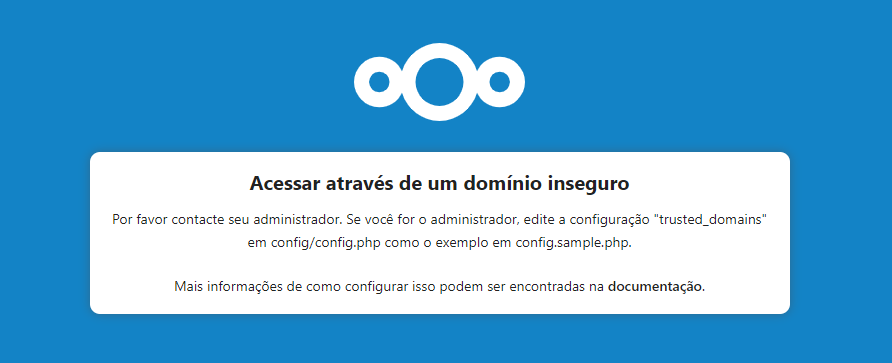 Acessar através de um domínio inseguro
Por favor contacte seu administrador. Se você for o administrador, edite a configuração "trusted_domains"
em config/config.php como o exemplo em config.sample.php.
Mais informações de como configurar isso podem ser encontradas na documentação.